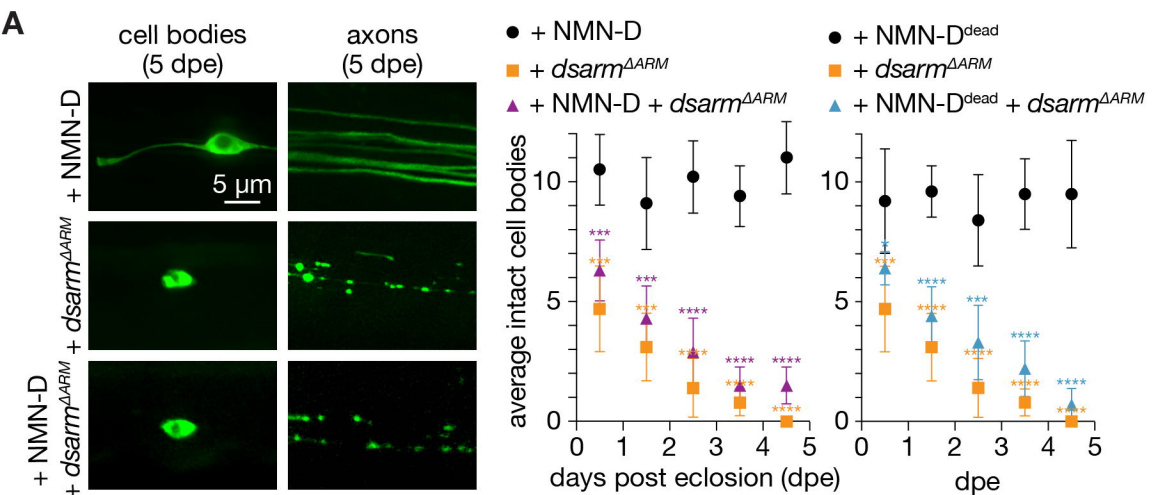 A
cell bodies
(5 dpe)
axons
(5 dpe)
+ NMN-D
5 μm
+ dsarmΔARM
+ NMN-D
+ dsarmΔARM
+ NMN-D
+ dsarmΔARM
+ NMN-D + dsarmΔARM
+ NMN-Ddead
+ dsarmΔARM
+ NMN-Ddead + dsarmΔARM
average intact cell bodies
10
5
0
*** 
***
***
***
****
****
****
****
****
****
0 1 2 3 4 5
days post eclosion (dpe)
10
5
0
*
***
****
****
***
****
****
****
****
****
0 1 2 3 4 5
dpe